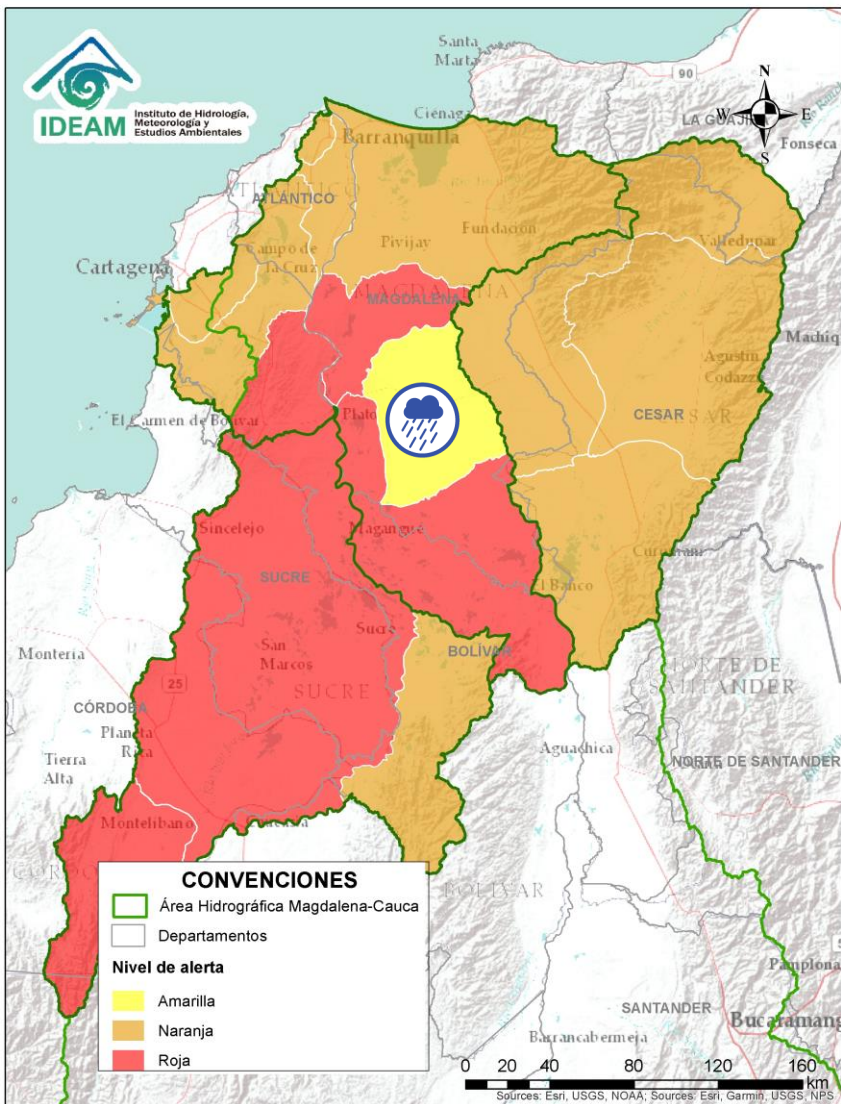 Santa
Marta
90
N
W E
S
LA GUAJI
IDEAM
Instituto de Hidrología,
Meteorología y
Estudios Ambientales
Ciénaga
Fonseca
Barranquilla
ATLÁNTICO
Pivijay
Fundación
Valledupar
Cartagena
Campo de
la Cruz
MAGDALENA
Agustín
Codazzi
El Carmen de Bolívar
Plato
CESAR
Sincelejo
Magangué
SUCRE
El Banco
Sucre
San
Marcos
BOLÍVAR
Montería
SUCRE
NORTE DE
SANTANDER
25
CÓRDOBA
Planeta
Rica
Aguachica
Tierra
Alta
NORTE DE SANTANDER
Montelibano
Caucasia
BOLÍVAR
CONVENCIONES
Área Hidrográfica Magdalena-Cauca
Departamentos
Nivel de alerta
Amarilla
Naranja
Roja
Pamplona
SANTANDER
Bucaramang
Barrancabermeja
0 20 40 80 120 160
km
Sources: Esri, USGS, NOAA; Sources: Esri, Garmin, USGS, NPS